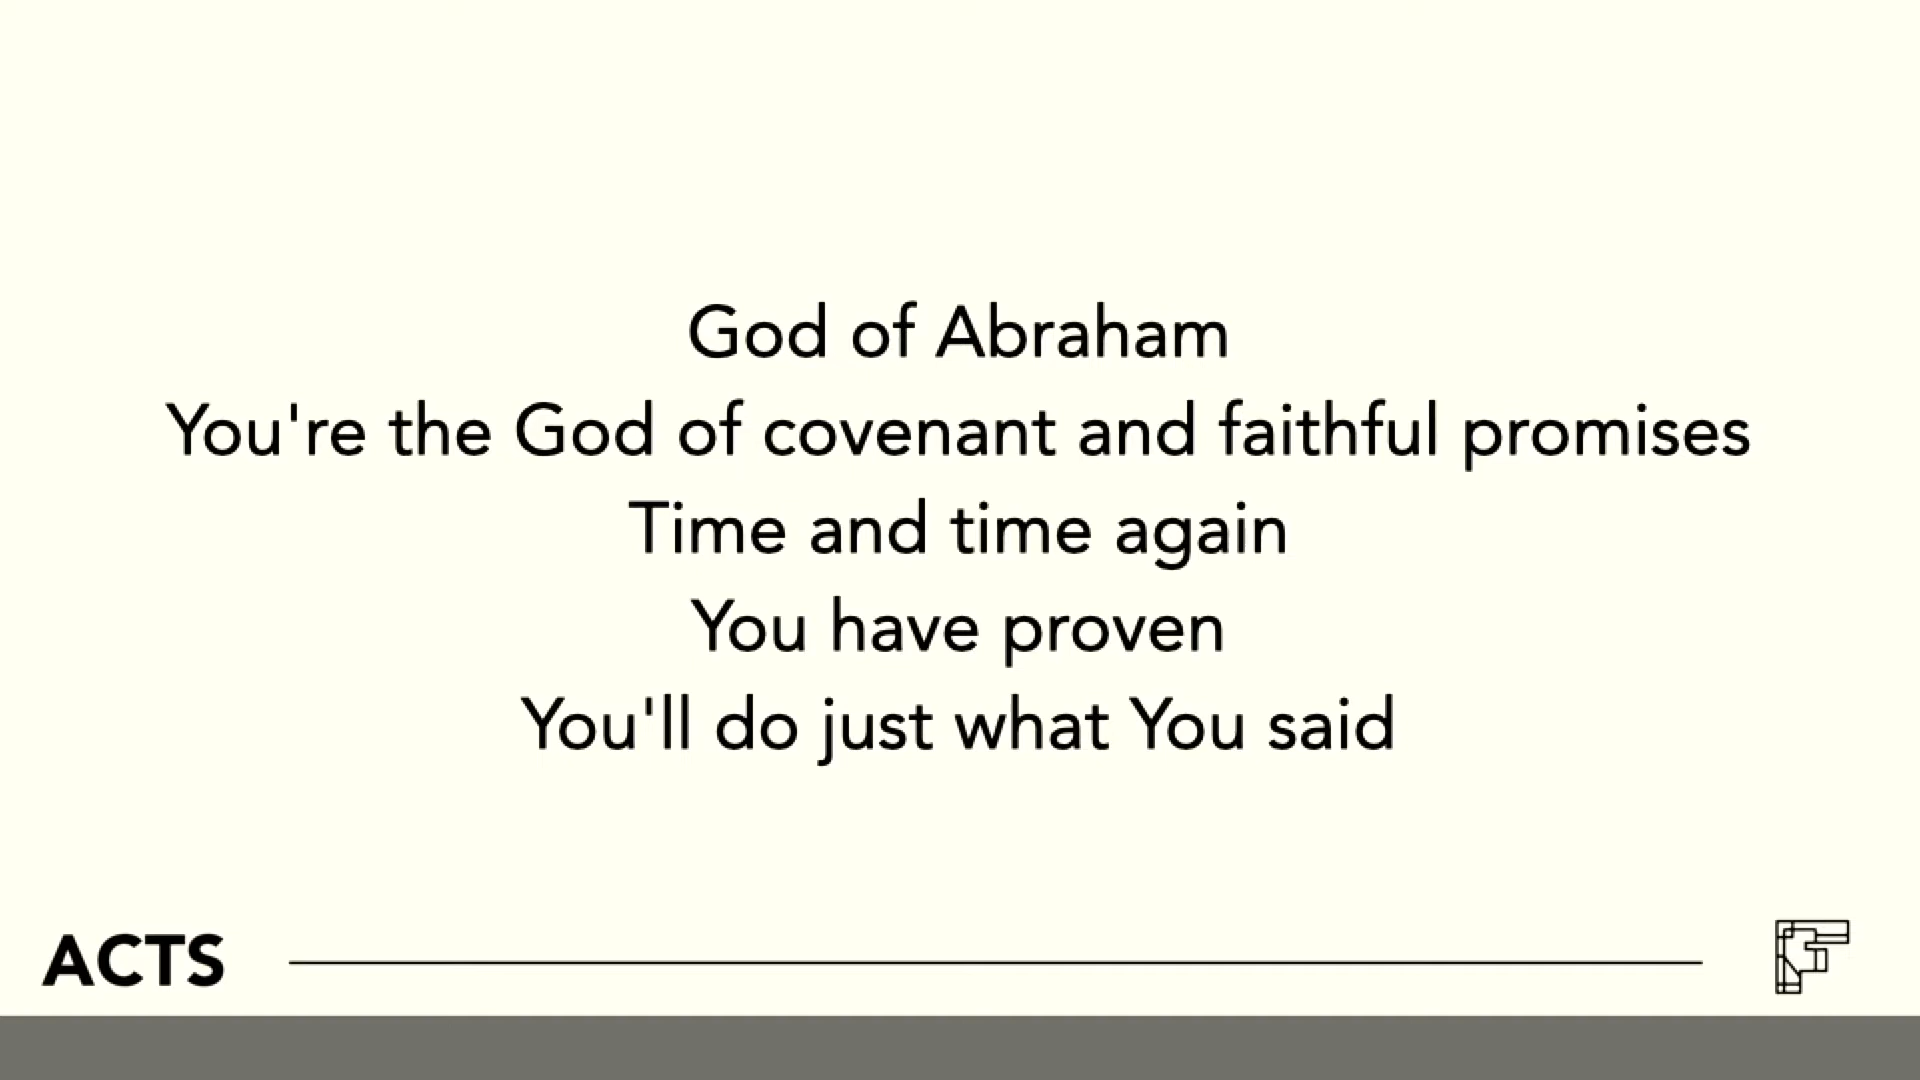 God of Abraham
You're the God of covenant and faithful promises
Time and time again
You have proven
You'll do just what You said
ACTS